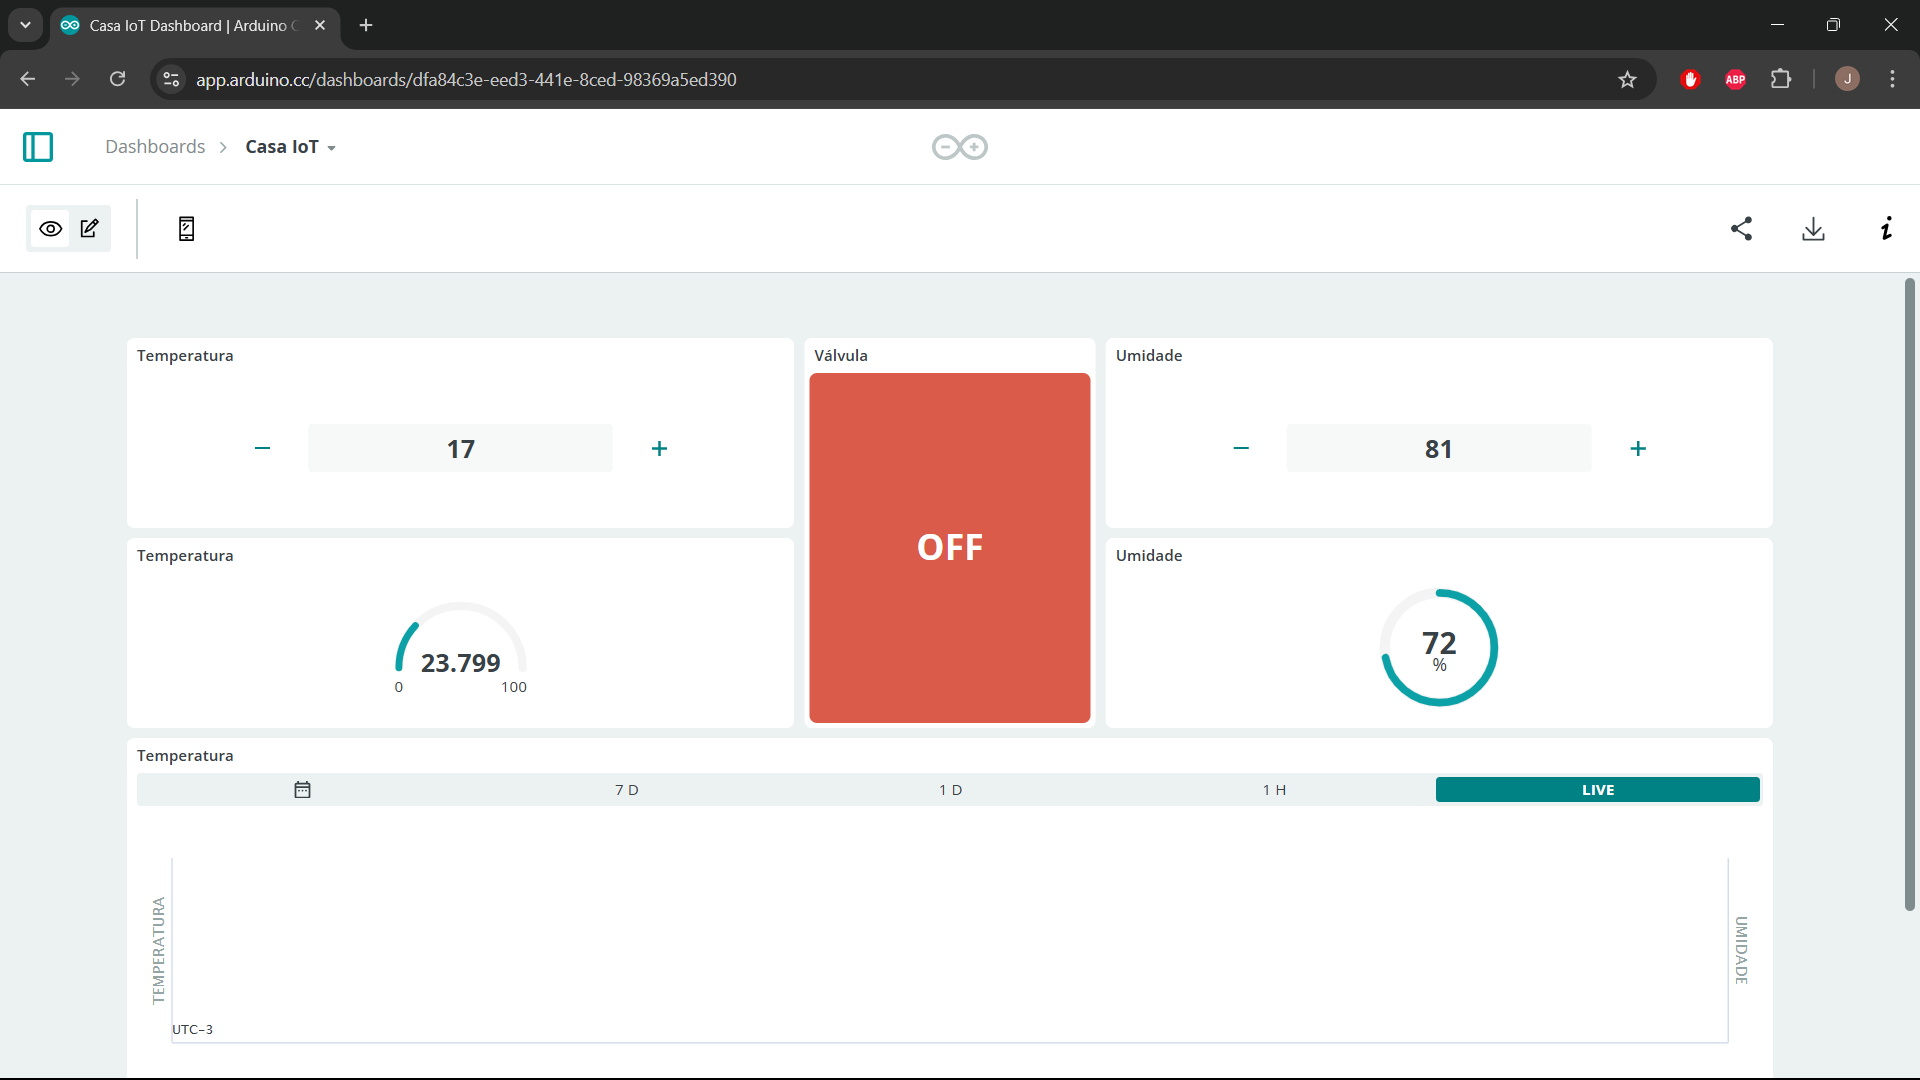 Casa IoT Dashboard | Arduino C
app.arduino.cc/dashboards/dfa84c3e-eed3-441e-8ced-98369a5ed390
ABP
J
Dashboards > Casa IoT
Temperatura
17
Válvula
OFF
Umidade
81
Temperatura
23.799
0 100
Umidade
72
%
Temperatura
7 D 1 D 1 H LIVE
TEMPERATURA
UMIDADE
UTC-3